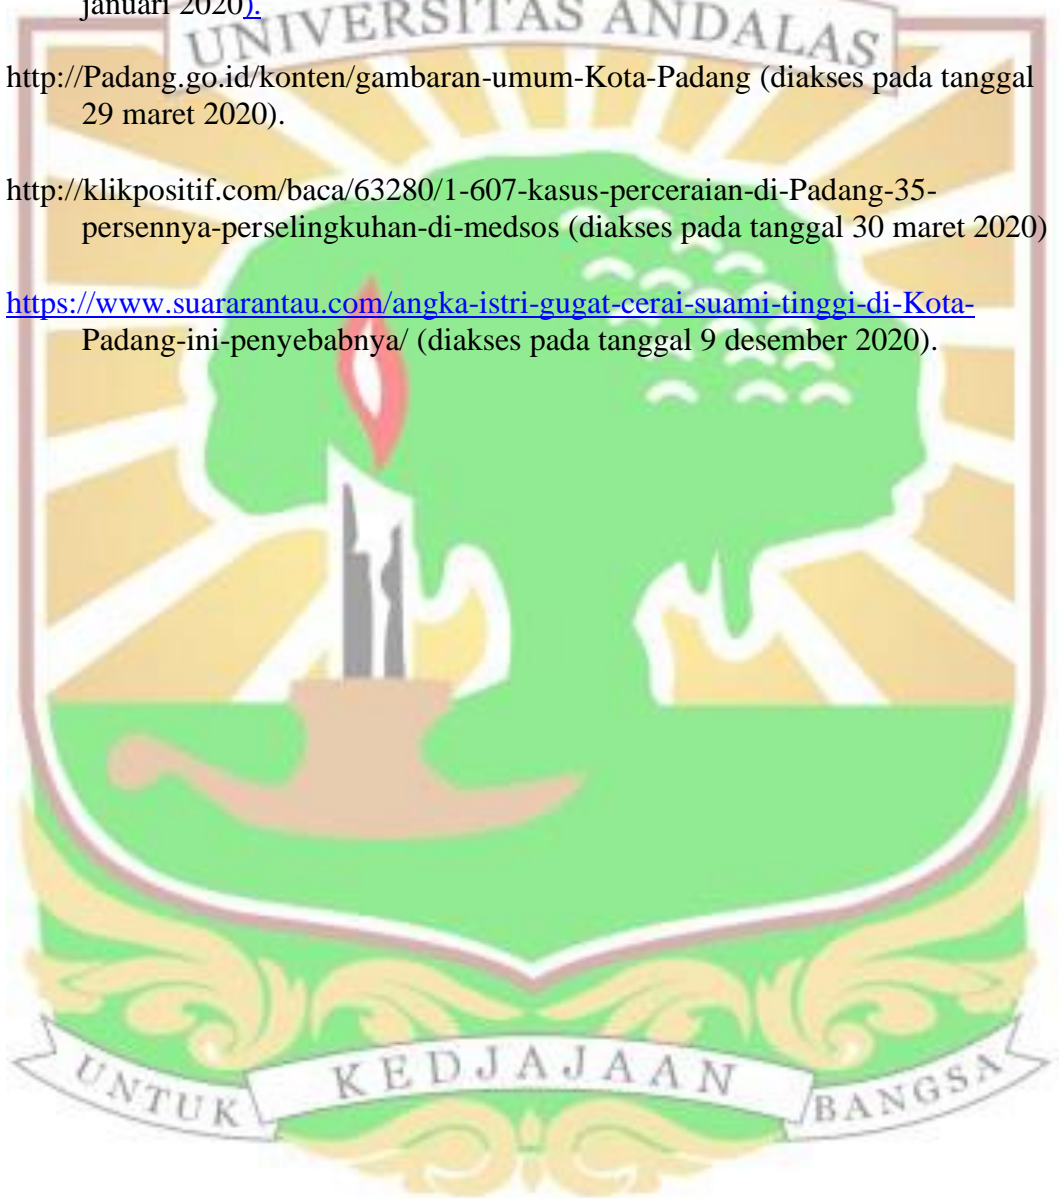 januari 2020).
UNIVERSITAS ANDALAS
http://Padang.go.id/konten/gambaran-umum-Kota-Padang (diakses pada tanggal
29 maret 2020).
http://klikpositif.com/baca/63280/1-607-kasus-perceraian-di-Padang-35-
persennya-perselingkuhan-di-medsos (diakses pada tanggal 30 maret 2020)
https://www.suararantau.com/angka-istri-gugat-cerai-suami-tinggi-di-Kota-
Padang-ini-penyebabnya/ (diakses pada tanggal 9 desember 2020).
UNTUK KEDJAJAAN BANGSA